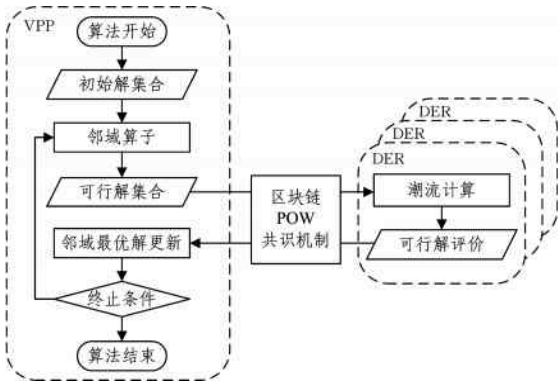 VPP
算法开始
初始解集合
邻域算子
可行解集合
邻域最优解更新
终止条件
算法结束
区块链
POW
共识机制
DER
DER
DER
潮流计算
可行解评价